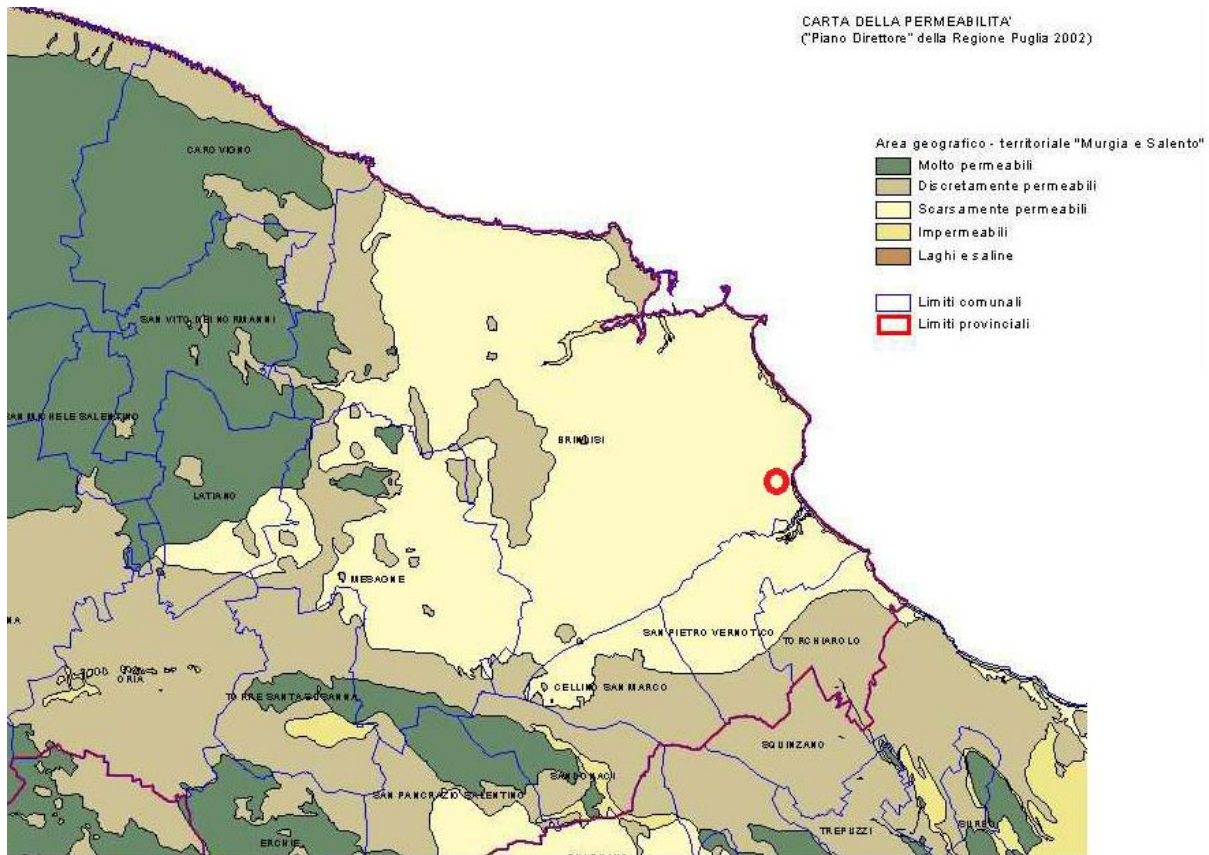 CARTA DELLA PERMEABILITA'
("Piano Direttore" della Regione Puglia 2002)
Area geografico - territoriale "Murgia e Salento"
Molto permeabili
Discretamente permeabili
Scarsamente permeabili
Impermeabili
Laghi e saline
Limiti comunali
Limiti provinciali
CAROVIGNO
SAN VITO DEI NORMANNI
SAN MICHELE SALENTINO
BRINDISI
LATIANO
MESAGNE
NA
SAN PIETRO VERNOTICO
TORCHIAROLO
ORIA
TORRE SANTA SUSANNA
CELLINO SAN MARCO
SQUINZANO
SAN DONACI
SAN PANCRAZIO SALENTINO
TREPUZZI
SURBO
ERCHIE